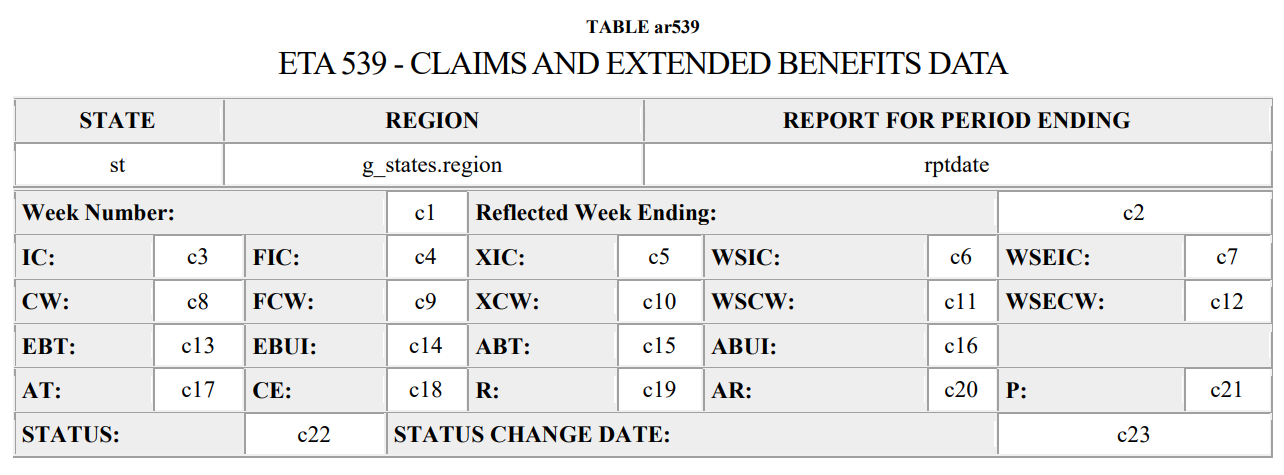 TABLE ar539
ETA 539 - CLAIMS AND EXTENDED BENEFITS DATA
STATE REGION REPORT FOR PERIOD ENDING
st g_states.region rptdate
Week Number: c1 Reflected Week Ending: c2
IC: c3 FIC: c4 XIC: c5 WSIC: c6 WSEIC: c7
CW: c8 FCW: c9 XCW: c10 WSCW: c11 WSECW: c12
EBT: c13 EBUI: c14 ABT: c15 ABUI: c16
AT: c17 CE: c18 R: c19 AR: c20 P: c21
STATUS: c22 STATUS CHANGE DATE: c23